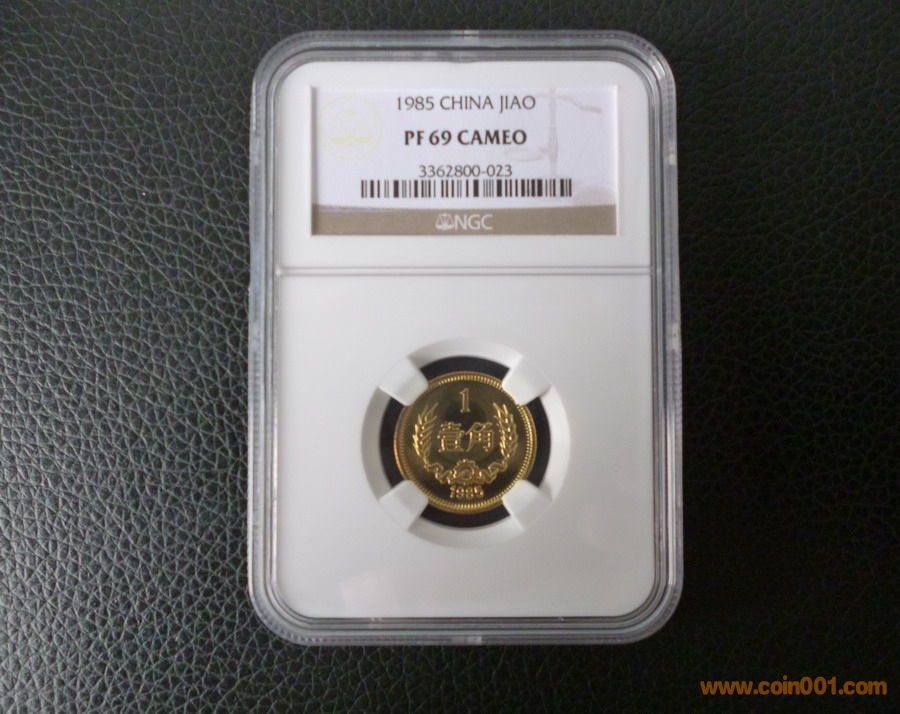 1985 CHINA JIAO
PF 69 CAMEO
3362800-023
NGC
1
壹角
1985
www.coin001.com